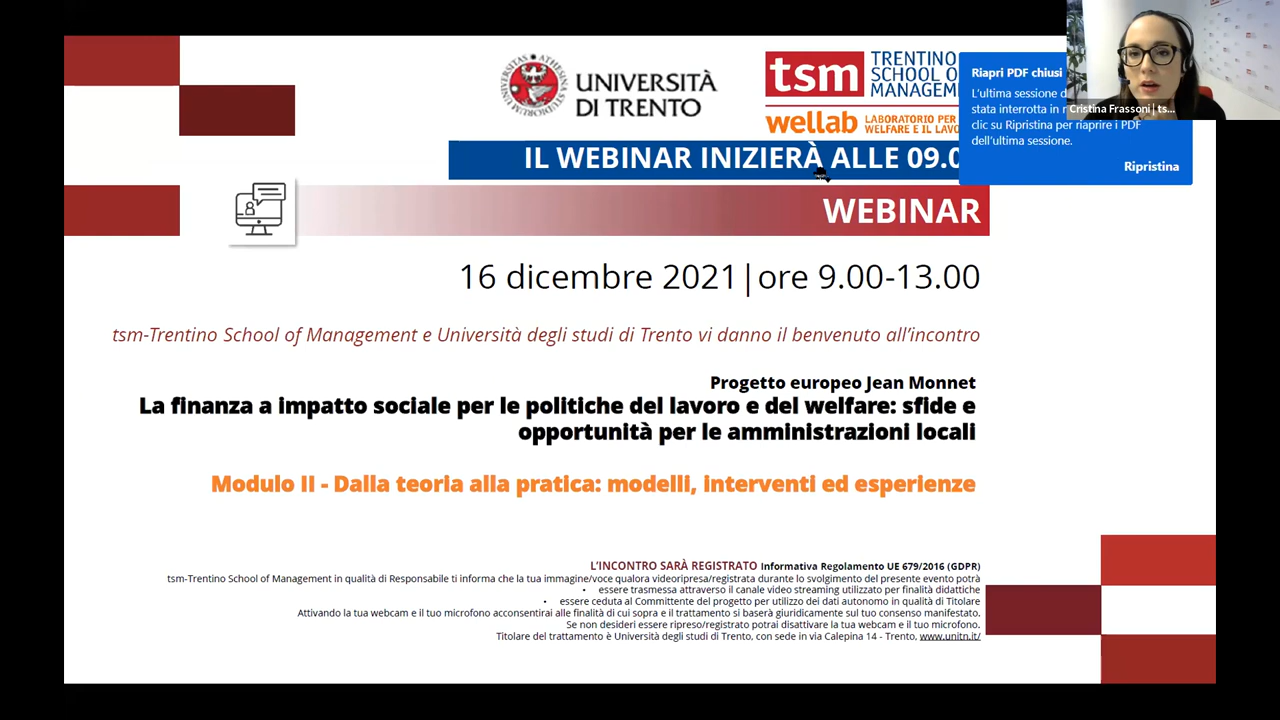 UNIVERSITÀ
DI TRENTO
tsm
TRENTINO
SCHOOL O
MANAGEM
wellab
LABORATORIO PER
WELFARE E IL LAVO
Riapri PDF chiusi
L'ultima sessione d
stata interrotta in
clic su Ripristina per riaprire i PDF
dell'ultima sessione.
Ripristina
Cristina Frassoni | ts...
IL WEBINAR INIZIERÀ ALLE 09.0
WEBINAR
16 dicembre 2021|ore 9.00-13.00
tsm-Trentino School of Management e Università degli studi di Trento vi danno il benvenuto all'incontro
Progetto europeo Jean Monnet
La finanza a impatto sociale per le politiche del lavoro e del welfare: sfide e
opportunità per le amministrazioni locali
Modulo II - Dalla teoria alla pratica: modelli, interventi ed esperienze
L'INCONTRO SARÀ REGISTRATO Informativa Regolamento UE 679/2016 (GDPR)
tsm-Trentino School of Management in qualità di Responsabile ti informa che la tua immagine/voce qualora videoripresa/registrata durante lo svolgimento del presente evento potrà
• essere trasmessa attraverso il canale video streaming utilizzato per finalità didattiche
• essere ceduta al Committente del progetto per utilizzo dei dati autonomo in qualità di Titolare
Attivando la tua webcam e il tuo microfono acconsentirai alle finalità di cui sopra e il trattamento si baserà giuridicamente sul tuo consenso manifestato.
Se non desideri essere ripreso/registrato potrai disattivare la tua webcam e il tuo microfono.
Titolare del trattamento è Università degli studi di Trento, con sede in via Calepina 14 - Trento, www.unitn.it/